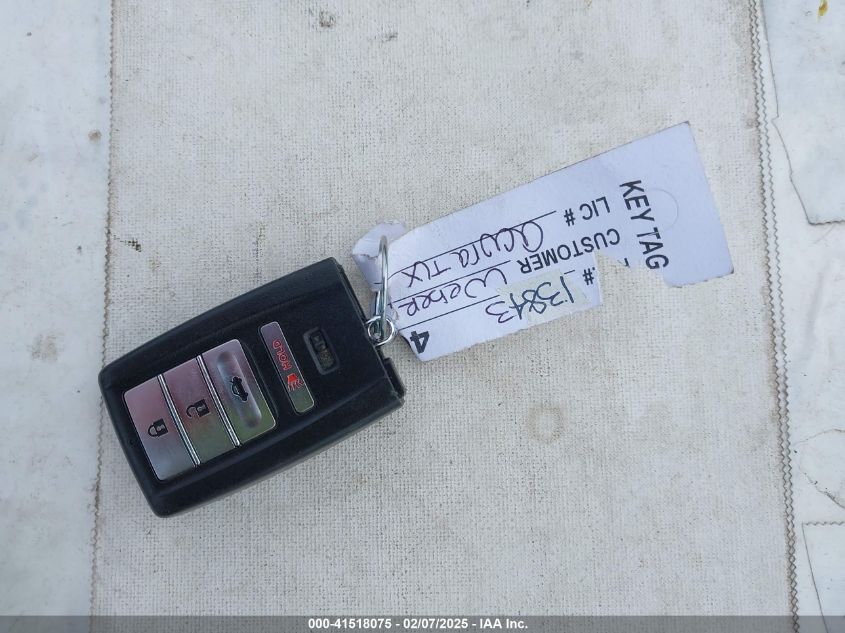 KEY TAG
LIC #
Acura TLX
CUSTOMER
Weber
#.
13843
4
HOLD
000-41518075 - 02/07/2025 - IAA Inc.